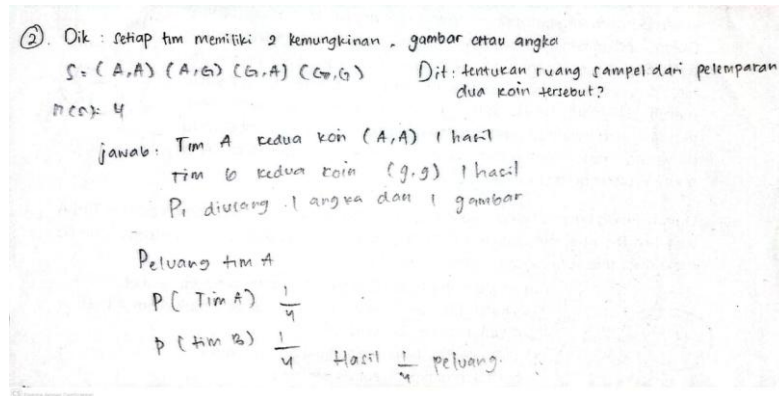 ② . Dik : setiap tim memiliki 2 kemungkinan , gambar atau angka
S = ( A,A) (A,G) (G,A) (G,G) Dit : tentukan ruang sampel dari pelemparan
dua koin tersebut ?
n(s)= 4
jawab : Tim A kedua koin ( A,A) 1 hasil
Tim kedua koin (g,g) 1 hasil
diulang 1 angka dan 1 gambar
Peluang tim A
P ( Tim A) 1/4
P (tim B) 1/4 Hasil 1/4 peluang.